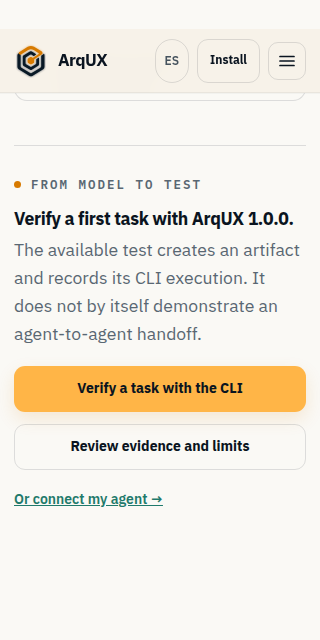 ArqUX
ES
Install
FROM MODEL TO TEST
Verify a first task with ArqUX 1.0.0.
The available test creates an artifact
and records its CLI execution. It
does not by itself demonstrate an
agent-to-agent handoff.
Verify a task with the CLI
Review evidence and limits
Or connect my agent →